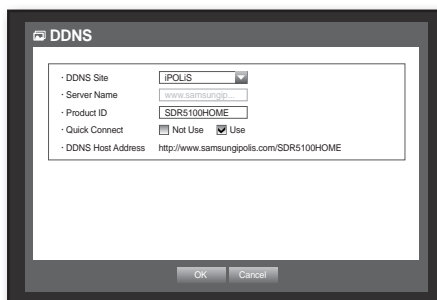 DDNS
· DDNS Site iPOLiS
· Server Name www.samsungip...
· Product ID SDR5100HOME
· Quick Connect Not Use Use
· DDNS Host Address http://www.samsungipolis.com/SDR5100HOME
OK Cancel